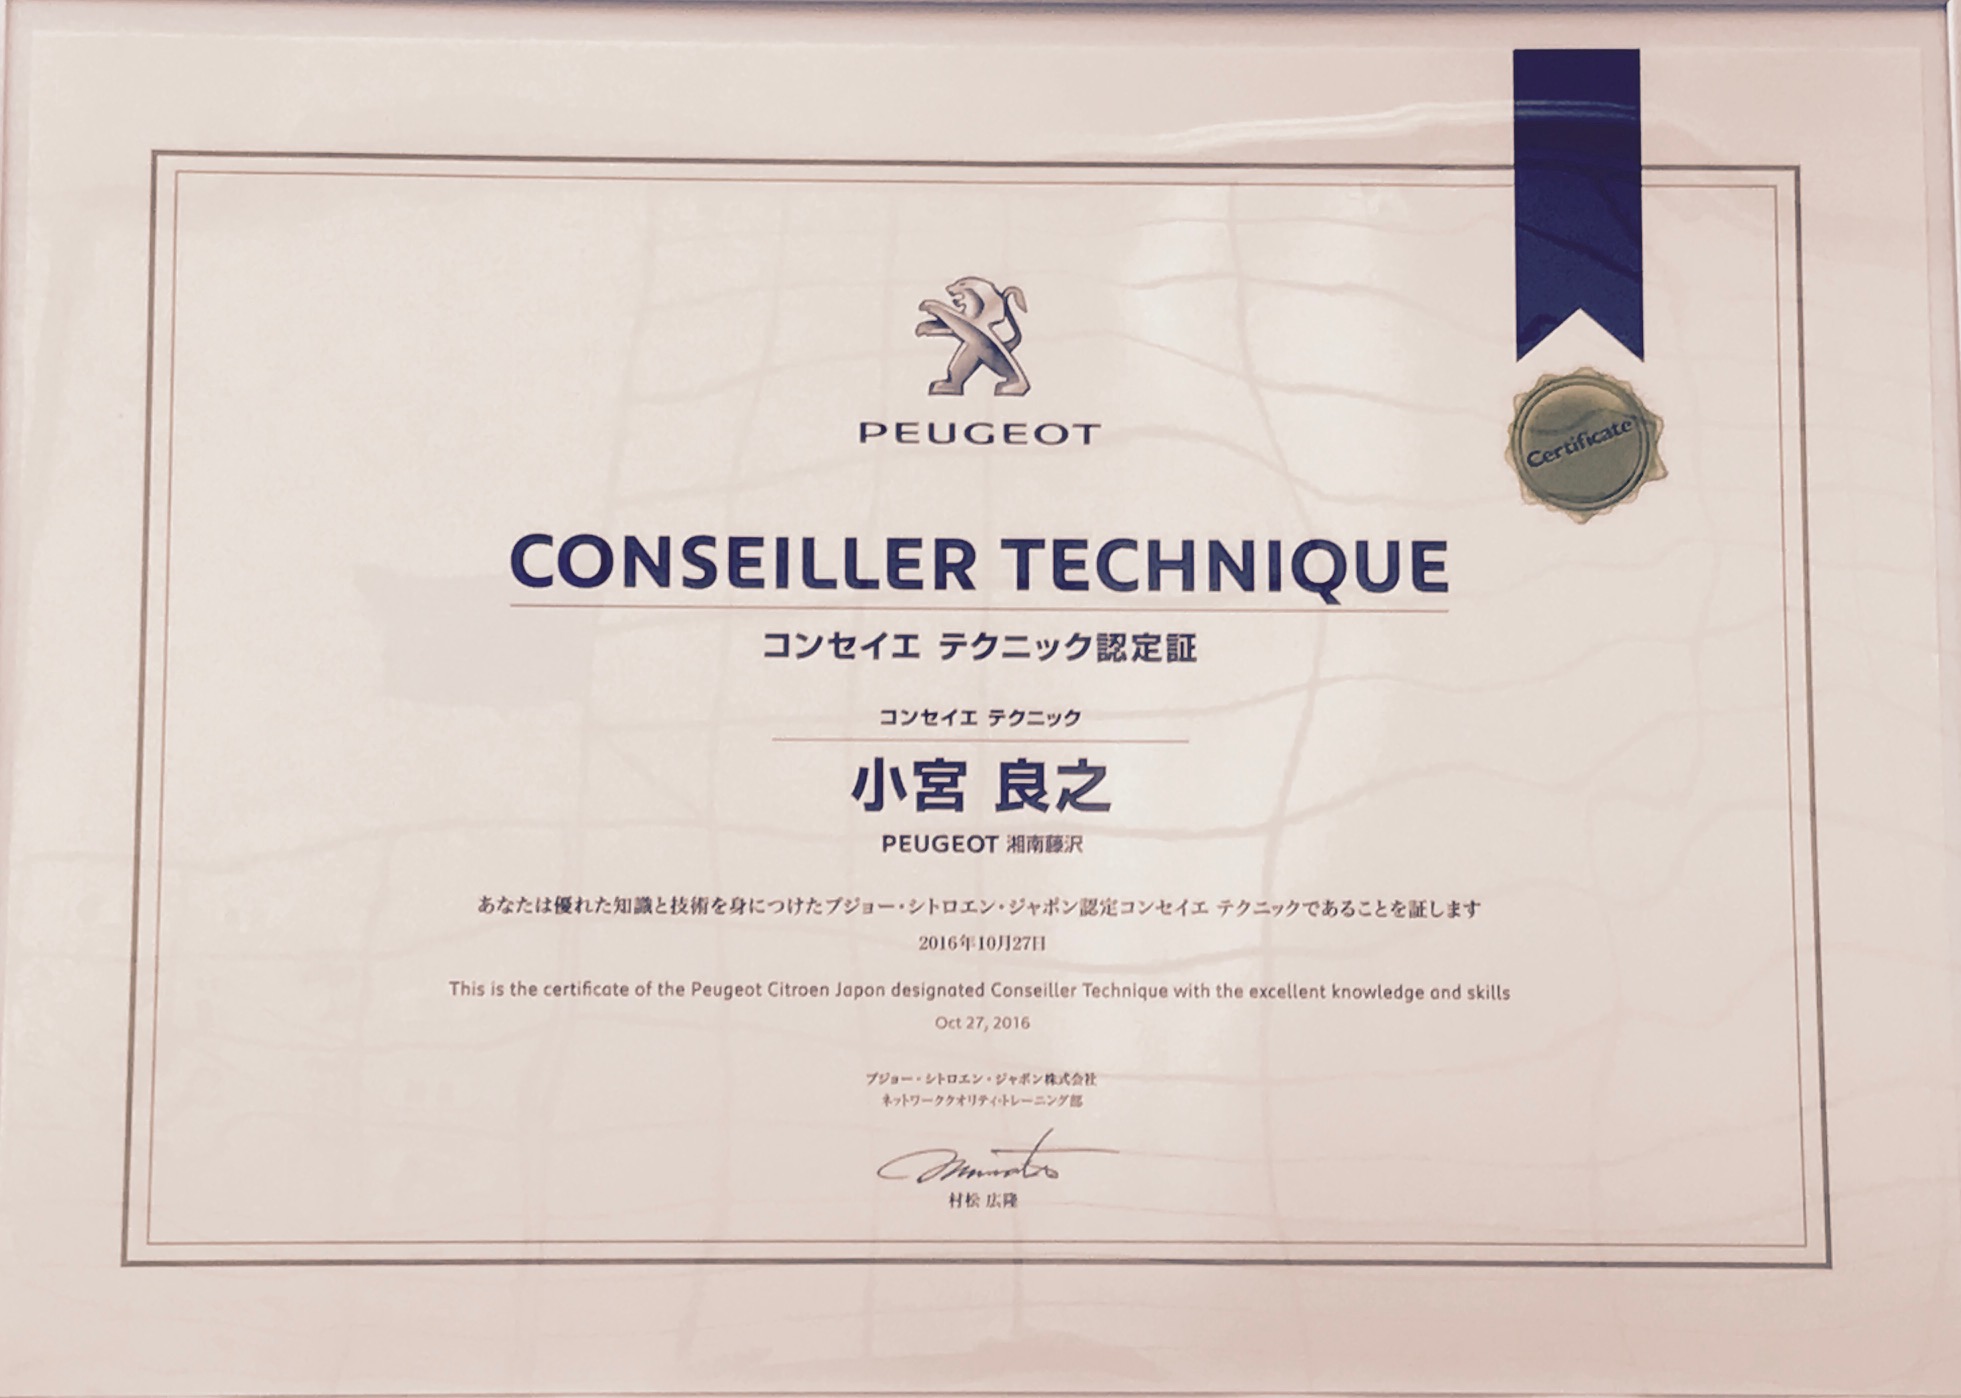 PEUGEOT
Certificate
CONSEILLER TECHNIQUE
コンセイエ テクニック認定証
コンセイエ テクニック
小宮 良之
PEUGEOT 湘南藤沢
あなたは優れた知識と技術を身につけたプジョー・シトロエン・ジャポン認定コンセイエ テクニックであることを証します
2016年10月27日
This is the certificate of the Peugeot Citroen Japon designated Conseiller Technique with the excellent knowledge and skills
Oct 27, 2016
プジョー・シトロエン・ジャポン株式会社
ネットワーククオリティ・トレーニング部
村松 広隆